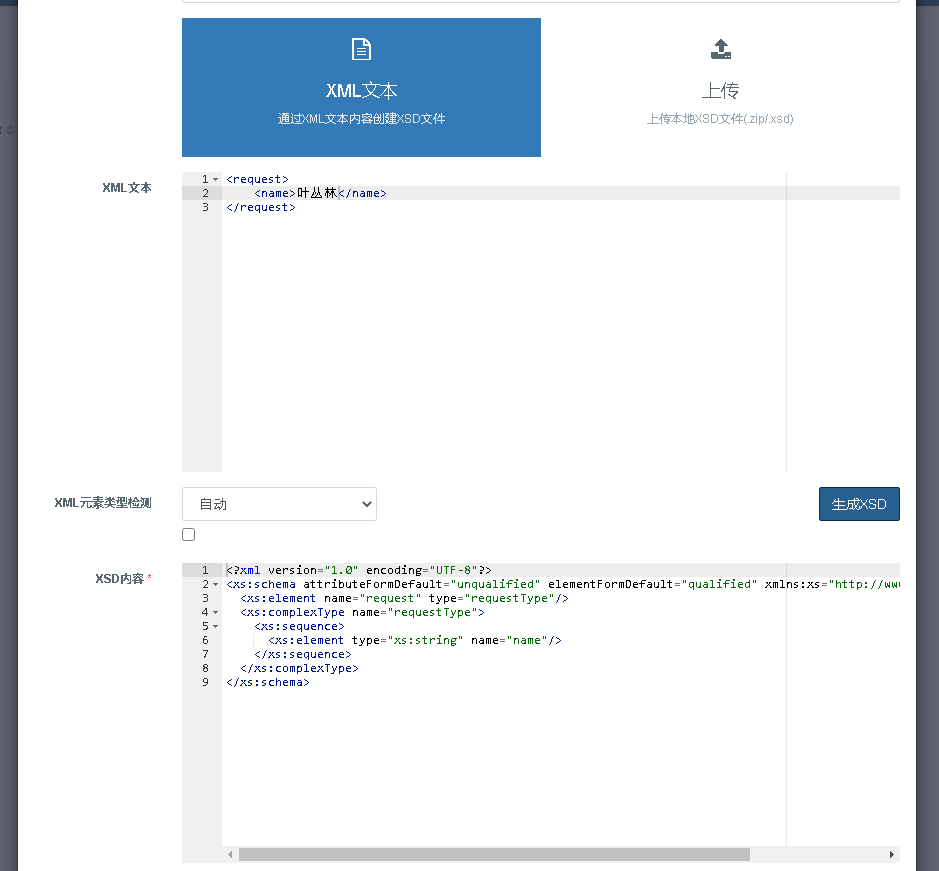 XML文本
通过XML文本内容创建XSD文件
上传
上传本地XSD文件(.zip/.xsd)
XML文本
1 <request>
2 <name>叶丛林</name>
3 </request>
XML元素类型检测
自动
生成XSD
XSD内容 *
1 <?xml version="1.0" encoding="UTF-8"?>
2 <xs:schema attributeFormDefault="unqualified" elementFormDefault="qualified" xmlns:xs="http://ww
3 <xs:element name="request" type="requestType"/>
4 <xs:complexType name="requestType">
5 <xs:sequence>
6 <xs:element type="xs:string" name="name"/>
7 </xs:sequence>
8 </xs:complexType>
9 </xs:schema>